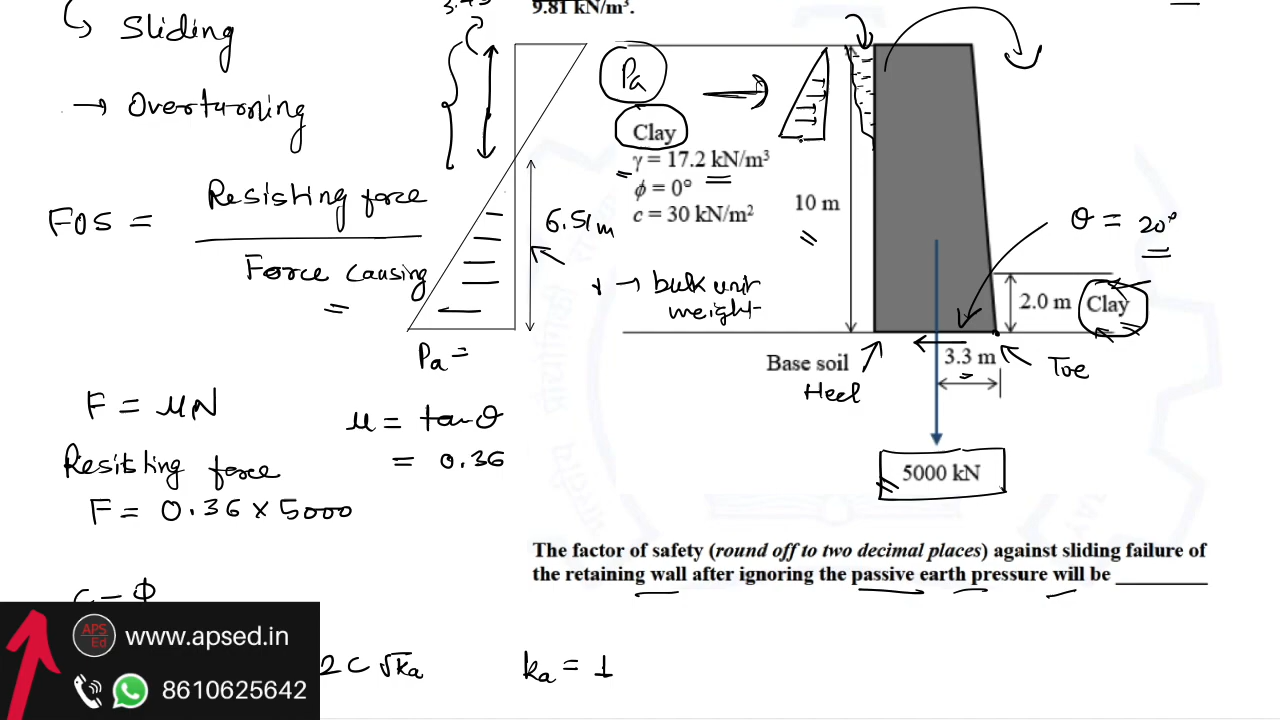 9.81 kN/m³.
↳ Sliding
→ Overturning
FOS = Resisting force
Force causing
6.51 m
Pa =
Pa
Clay
γ = 17.2 kN/m³
ϕ = 0°
c = 30 kN/m²
γ → bulk unit
weight
10 m
θ = 20°
2.0 m
Clay
Base soil
Heel
3.3 m
Toe
5000 kN
F = μN
μ = tanθ
= 0.36
Resisting force
F = 0.36 × 5000
The factor of safety (round off to two decimal places) against sliding failure of
the retaining wall after ignoring the passive earth pressure will be ________
C - ϕ
2C √ka
ka = 1
APS
Ed
www.apsed.in
8610625642